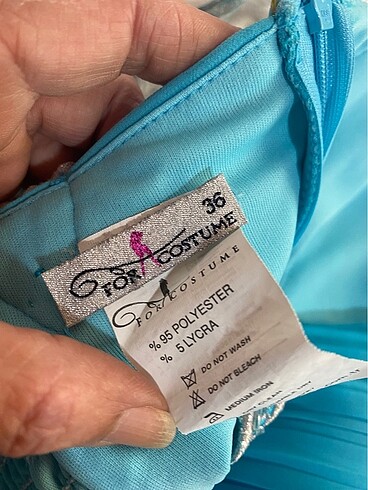 36
FOR COSTUME
FOR COSTUME
% 95 POLYESTER
% 5 LYCRA
DO NOT WASH
DO NOT BLEACH
MEDIUM IRON